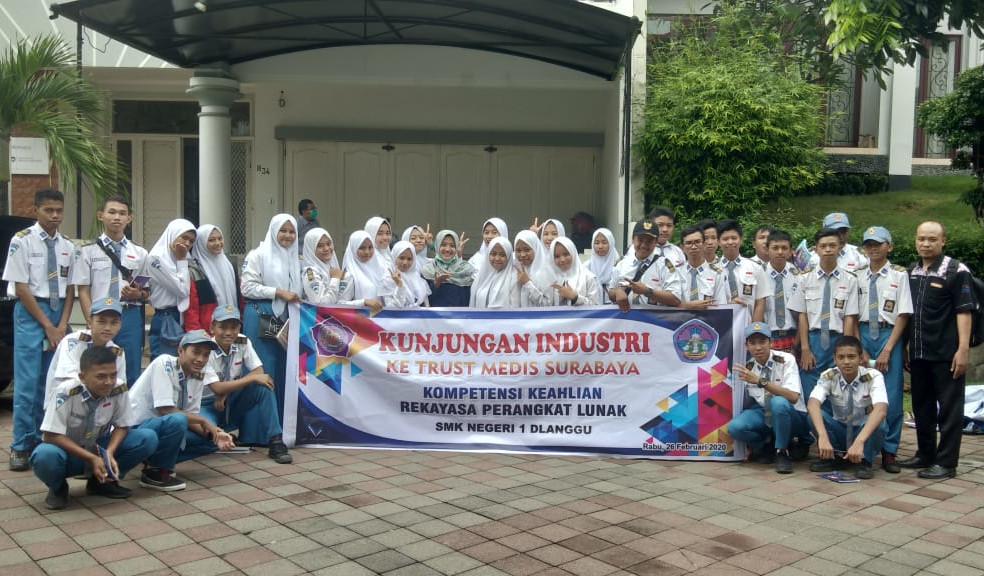 KUNJUNGAN INDUSTRI
KE TRUST MEDIS SURABAYA
KOMPETENSI KEAHLIAN
REKAYASA PERANGKAT LUNAK
SMK NEGERI 1 DLANGGU
Rabu, 26 Februari 2020